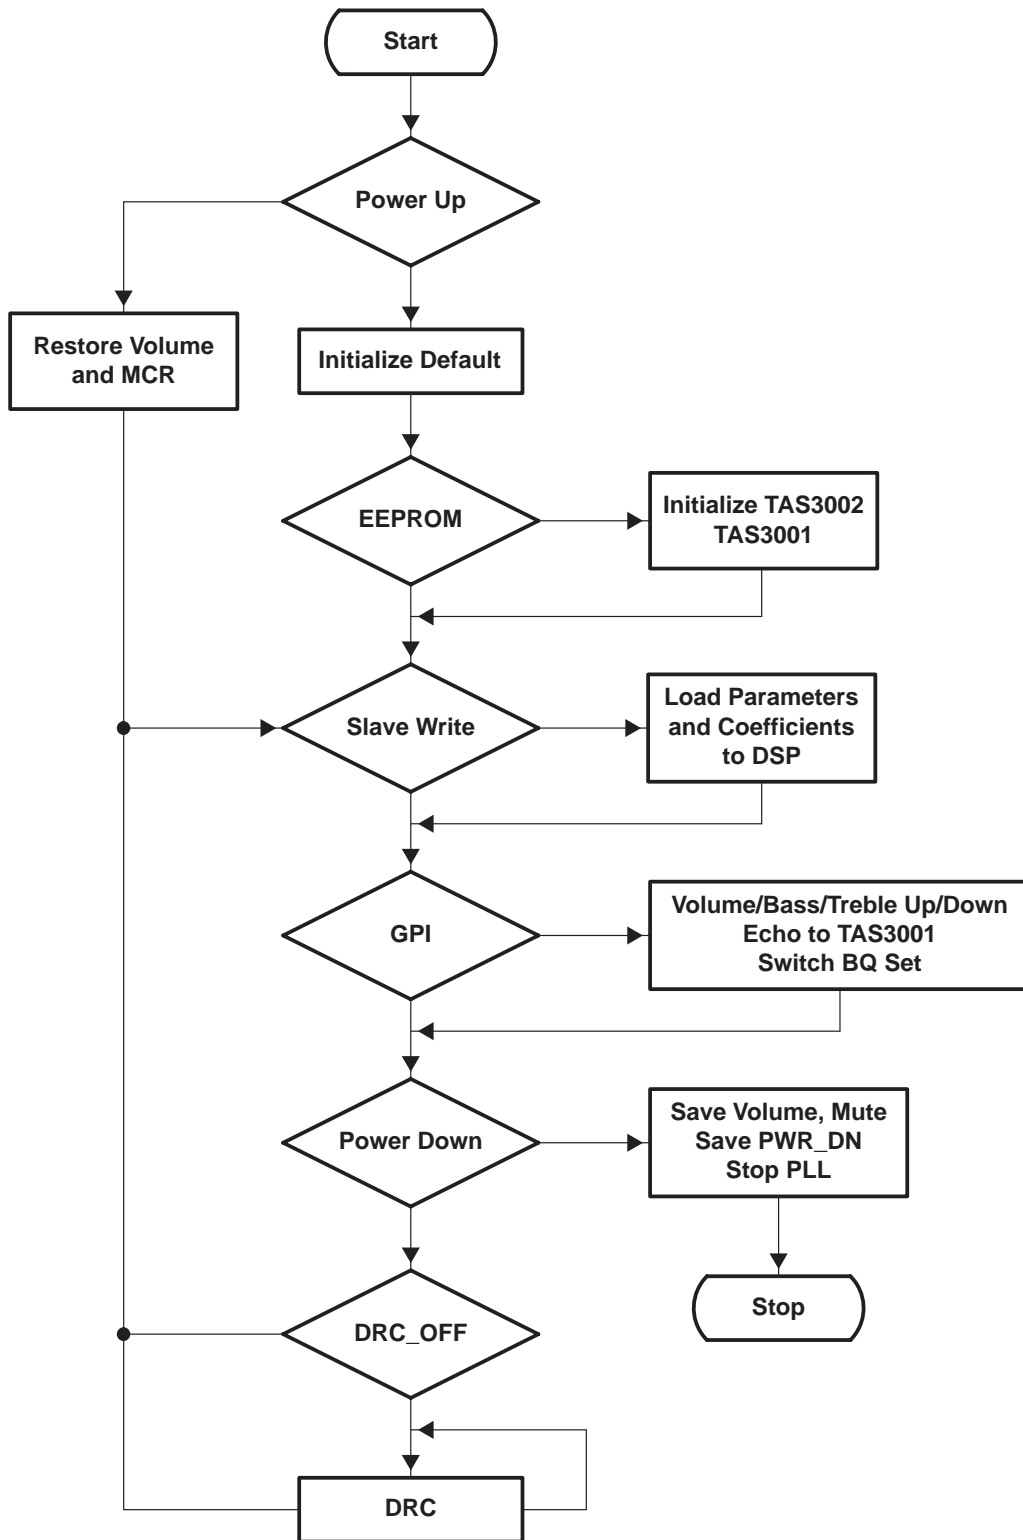 Start
Power Up
Restore Volume
and MCR
Initialize Default
EEPROM
Initialize TAS3002
TAS3001
Slave Write
Load Parameters
and Coefficients
to DSP
GPI
Volume/Bass/Treble Up/Down
Echo to TAS3001
Switch BQ Set
Power Down
Save Volume, Mute
Save PWR_DN
Stop PLL
Stop
DRC_OFF
DRC